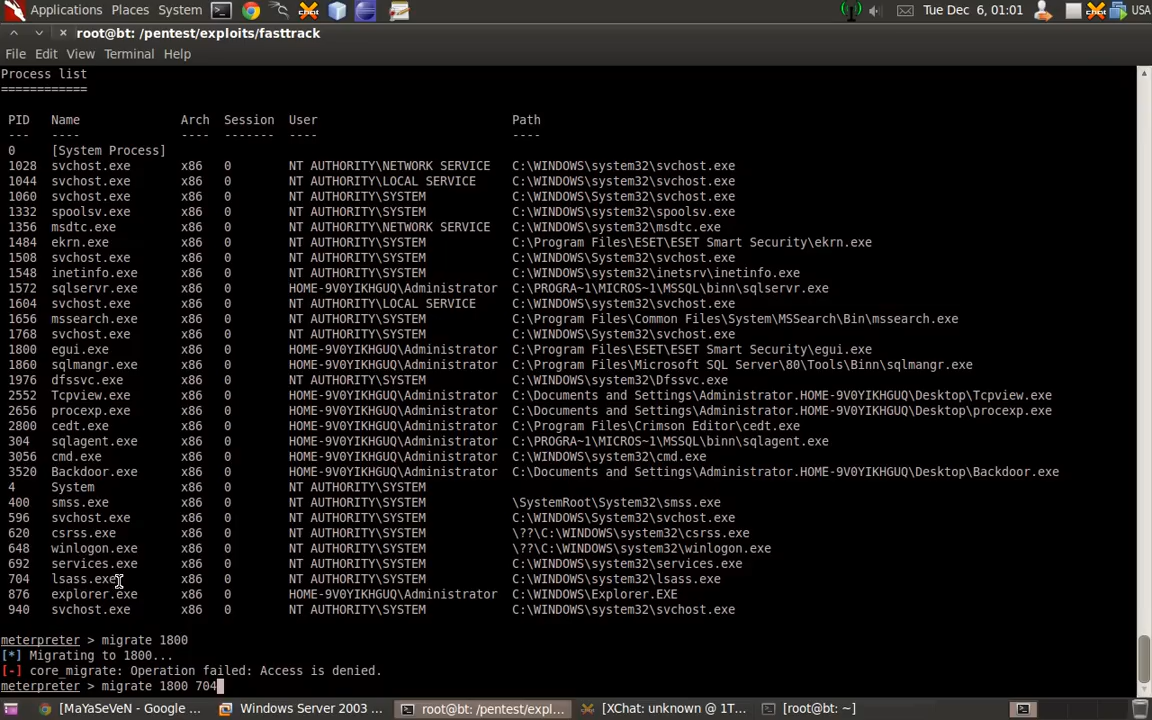 Applications Places System Tue Dec 6, 01:01 USA
root@bt: /pentest/exploits/fasttrack
File Edit View Terminal Help
Process list
============
PID Name Arch Session User Path
--- ---- ---- ------- ---- ----
0 [System Process]
1028 svchost.exe x86 0 NT AUTHORITY\NETWORK SERVICE C:\WINDOWS\system32\svchost.exe
1044 svchost.exe x86 0 NT AUTHORITY\LOCAL SERVICE C:\WINDOWS\system32\svchost.exe
1060 svchost.exe x86 0 NT AUTHORITY\SYSTEM C:\WINDOWS\System32\svchost.exe
1332 spoolsv.exe x86 0 NT AUTHORITY\SYSTEM C:\WINDOWS\system32\spoolsv.exe
1356 msdtc.exe x86 0 NT AUTHORITY\NETWORK SERVICE C:\WINDOWS\system32\msdtc.exe
1484 ekrn.exe x86 0 NT AUTHORITY\SYSTEM C:\Program Files\ESET\ESET Smart Security\ekrn.exe
1508 svchost.exe x86 0 NT AUTHORITY\SYSTEM C:\WINDOWS\System32\svchost.exe
1548 inetinfo.exe x86 0 NT AUTHORITY\SYSTEM C:\WINDOWS\system32\inetsrv\inetinfo.exe
1572 sqlservr.exe x86 0 HOME-9V0YIKHGUQ\Administrator C:\PROGRA~1\MICROS~1\MSSQL\binn\sqlservr.exe
1604 svchost.exe x86 0 NT AUTHORITY\LOCAL SERVICE C:\WINDOWS\system32\svchost.exe
1656 mssearch.exe x86 0 NT AUTHORITY\SYSTEM C:\Program Files\Common Files\System\MSSearch\Bin\mssearch.exe
1768 svchost.exe x86 0 NT AUTHORITY\SYSTEM C:\WINDOWS\System32\svchost.exe
1800 egui.exe x86 0 HOME-9V0YIKHGUQ\Administrator C:\Program Files\ESET\ESET Smart Security\egui.exe
1860 sqlmangr.exe x86 0 HOME-9V0YIKHGUQ\Administrator C:\Program Files\Microsoft SQL Server\80\Tools\Binn\sqlmangr.exe
1976 dfssvc.exe x86 0 NT AUTHORITY\SYSTEM C:\WINDOWS\system32\Dfssvc.exe
2552 Tcpview.exe x86 0 HOME-9V0YIKHGUQ\Administrator C:\Documents and Settings\Administrator.HOME-9V0YIKHGUQ\Desktop\Tcpview.exe
2656 procexp.exe x86 0 HOME-9V0YIKHGUQ\Administrator C:\Documents and Settings\Administrator.HOME-9V0YIKHGUQ\Desktop\procexp.exe
2800 cedt.exe x86 0 HOME-9V0YIKHGUQ\Administrator C:\Program Files\Crimson Editor\cedt.exe
304 sqlagent.exe x86 0 HOME-9V0YIKHGUQ\Administrator C:\PROGRA~1\MICROS~1\MSSQL\binn\sqlagent.exe
3056 cmd.exe x86 0 HOME-9V0YIKHGUQ\Administrator C:\WINDOWS\system32\cmd.exe
3520 Backdoor.exe x86 0 HOME-9V0YIKHGUQ\Administrator C:\Documents and Settings\Administrator.HOME-9V0YIKHGUQ\Desktop\Backdoor.exe
4 System x86 0 NT AUTHORITY\SYSTEM
400 smss.exe x86 0 NT AUTHORITY\SYSTEM \SystemRoot\System32\smss.exe
596 svchost.exe x86 0 NT AUTHORITY\SYSTEM C:\WINDOWS\System32\svchost.exe
620 csrss.exe x86 0 NT AUTHORITY\SYSTEM \??\C:\WINDOWS\system32\csrss.exe
648 winlogon.exe x86 0 NT AUTHORITY\SYSTEM \??\C:\WINDOWS\system32\winlogon.exe
692 services.exe x86 0 NT AUTHORITY\SYSTEM C:\WINDOWS\system32\services.exe
704 lsass.exe x86 0 NT AUTHORITY\SYSTEM C:\WINDOWS\system32\lsass.exe
876 explorer.exe x86 0 HOME-9V0YIKHGUQ\Administrator C:\WINDOWS\Explorer.EXE
940 svchost.exe x86 0 NT AUTHORITY\SYSTEM C:\WINDOWS\system32\svchost.exe
meterpreter > migrate 1800
[*] Migrating to 1800...
[-] core_migrate: Operation failed: Access is denied.
meterpreter > migrate 1800 704
[MaYaSeVeN - Google ... Windows Server 2003 ... root@bt: /pentest/expl... [XChat: unknown @ 1T... [root@bt: ~]